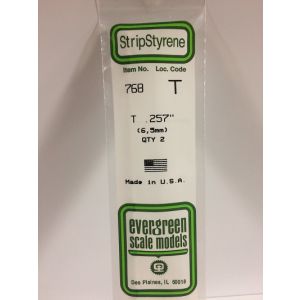 StripStyrene
Item No. Loc. Code
768 T
T .257"
(6,5mm)
QTY 2
Made in U.S.A.
evergreen
scale models
Des Plaines, IL 60018